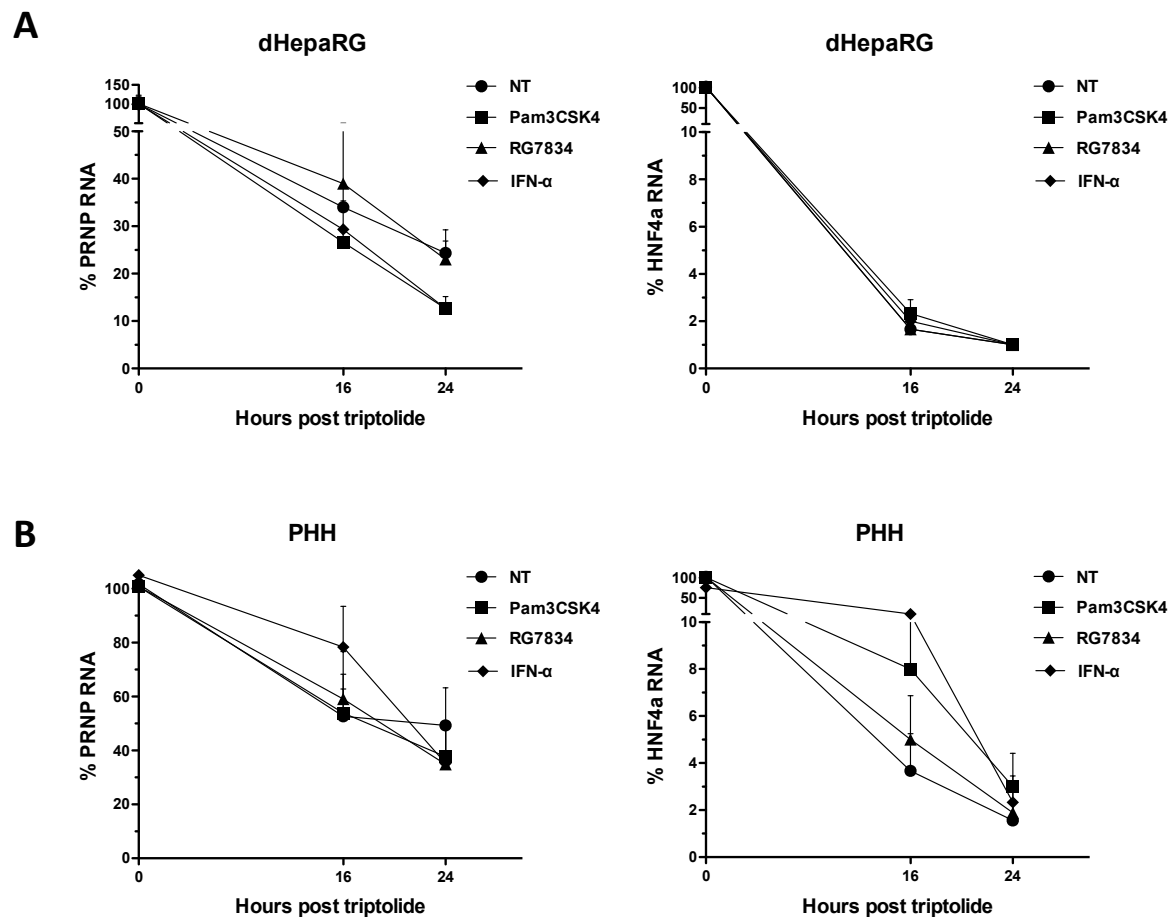 A
dHepaRG
% PRNP RNA
150
100
50
40
30
20
10
0
0
16
24
Hours post triptolide
NT
Pam3CSK4
RG7834
IFN-α
dHepaRG
% HNF4a RNA
100
50
10
8
6
4
2
0
0
16
24
Hours post triptolide
NT
Pam3CSK4
RG7834
IFN-α
B
PHH
% PRNP RNA
100
80
60
40
20
0
0
16
24
Hours post triptolide
NT
Pam3CSK4
RG7834
IFN-α
PHH
% HNF4a RNA
100
50
10
8
6
4
2
0
0
16
24
Hours post triptolide
NT
Pam3CSK4
RG7834
IFN-α